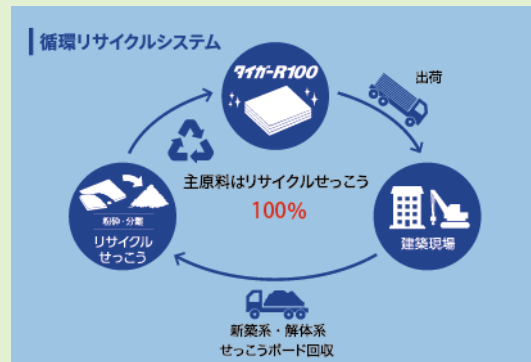 循環リサイクルシステム
タイガーR100
出荷
主原料はリサイクルせっこう
100%
粉砕・分離
リサイクル
せっこう
建築現場
新築系・解体系
せっこうボード回収